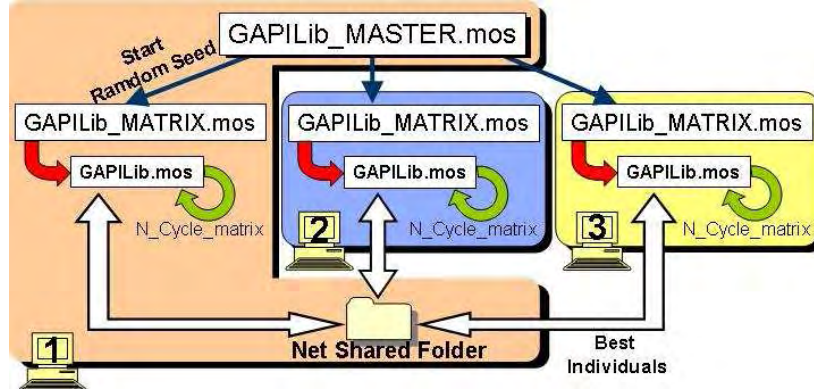 GAPILib_MASTER.mos
Start
Ramdom Seed
GAPILib_MATRIX.mos
GAPILib.mos
N_Cycle_matrix
GAPILib_MATRIX.mos
GAPILib.mos
N_Cycle_matrix
2
GAPILib_MATRIX.mos
GAPILib.mos
N_Cycle_matrix
3
Net Shared Folder
1
Best
Individuals